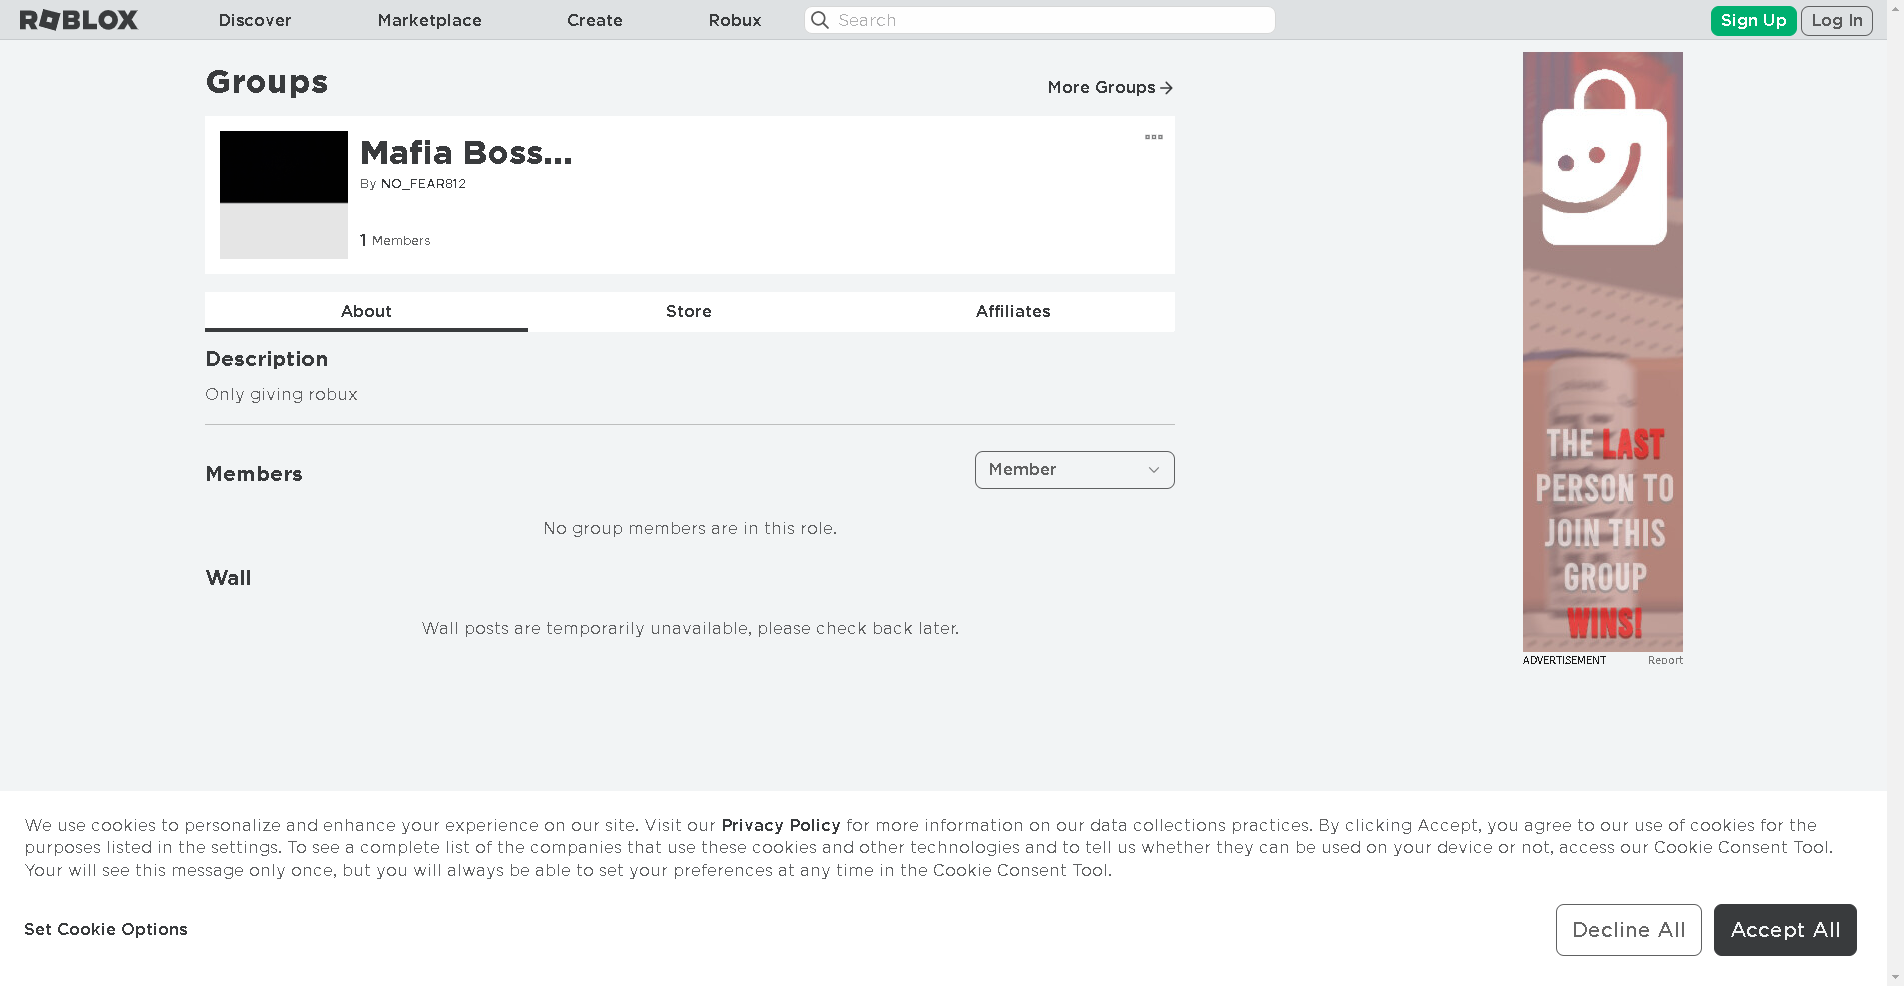 ROBLOX Discover Marketplace Create Robux Search Sign Up Log In
Groups
More Groups
Mafia Boss...
By NO_FEAR812
1 Members
About Store Affiliates
Description
Only giving robux
Members
Member
No group members are in this role.
Wall
Wall posts are temporarily unavailable, please check back later.
THE LAST
PERSON TO
JOIN THIS
GROUP
WINS!
ADVERTISEMENT Report
We use cookies to personalize and enhance your experience on our site. Visit our Privacy Policy for more information on our data collections practices. By clicking Accept, you agree to our use of cookies for the
purposes listed in the settings. To see a complete list of the companies that use these cookies and other technologies and to tell us whether they can be used on your device or not, access our Cookie Consent Tool.
Your will see this message only once, but you will always be able to set your preferences at any time in the Cookie Consent Tool.
Set Cookie Options
Decline All
Accept All